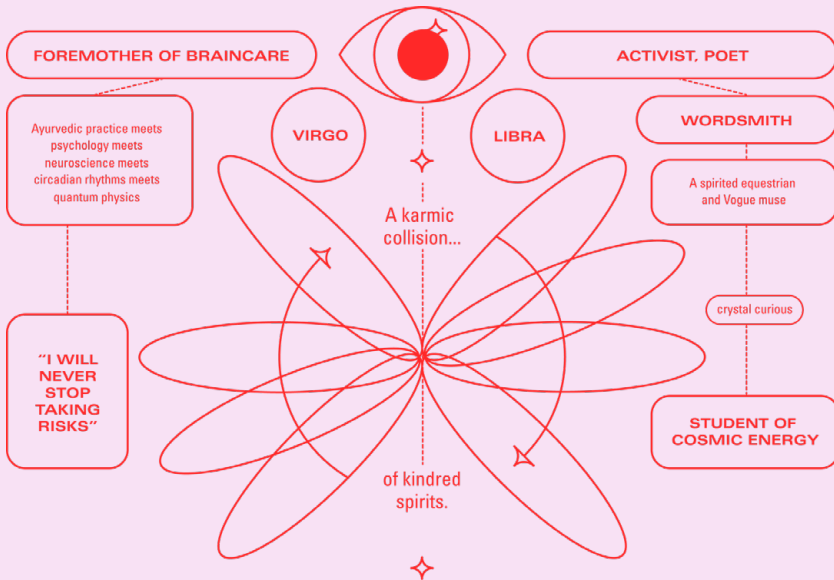 FOREMOTHER OF BRAINCARE
ACTIVIST, POET
Ayurvedic practice meets
psychology meets
neuroscience meets
circadian rhythms meets
quantum physics
VIRGO
LIBRA
WORDSMITH
A spirited equestrian
and Vogue muse
A karmic
collision...
crystal curious
"I WILL
NEVER
STOP
TAKING
RISKS"
STUDENT OF
COSMIC ENERGY
of kindred
spirits.